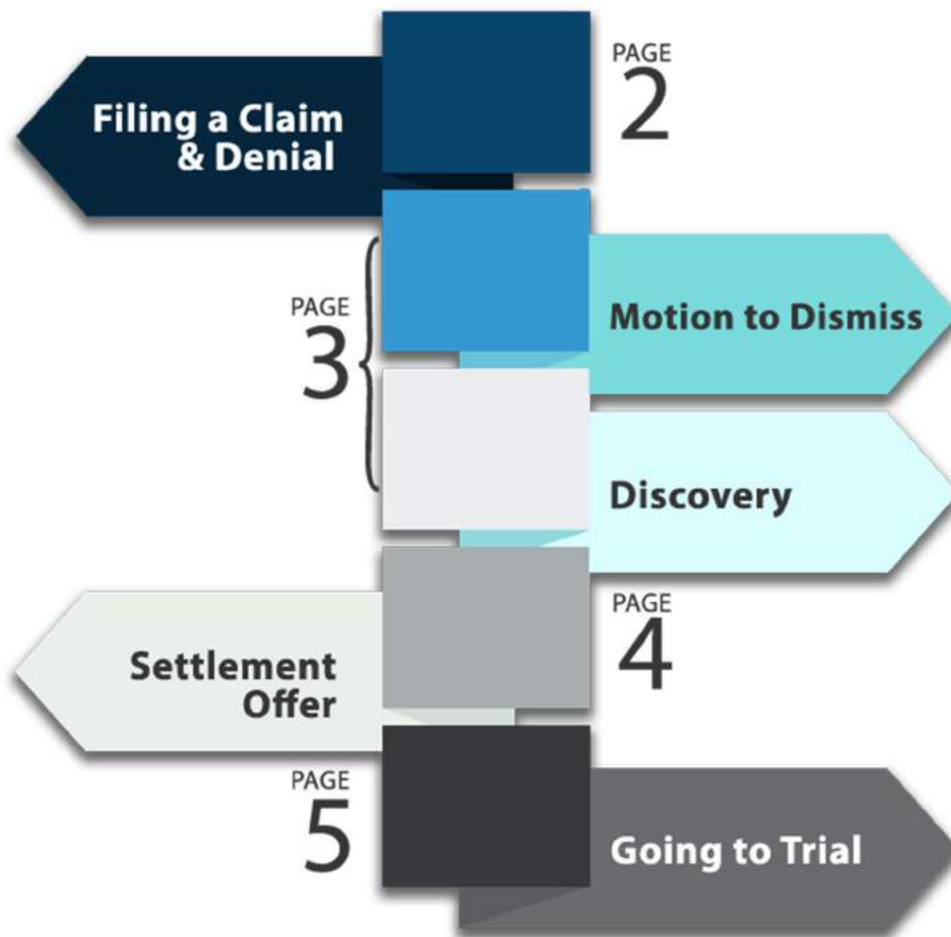 Filing a Claim
& Denial
PAGE
2
PAGE
3
Motion to Dismiss
Discovery
Settlement
Offer
PAGE
4
PAGE
5
Going to Trial